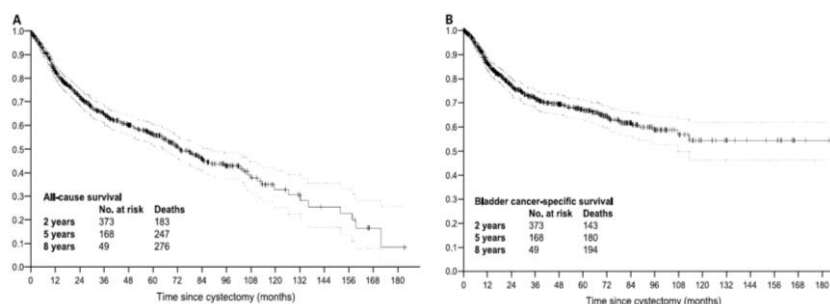 A
1.0
0.9
0.8
0.7
0.6
0.5
0.4
0.3
0.2
0.1
0.0
All-cause survival
No. at risk Deaths
2 years 373 183
5 years 168 247
8 years 49 276
0 12 24 36 48 60 72 84 96 108 120 132 144 156 168 180
Time since cystectomy (months)
B
1.0
0.9
0.8
0.7
0.6
0.5
0.4
0.3
0.2
0.1
0.0
Bladder cancer-specific survival
No. at risk Deaths
2 years 373 143
5 years 168 180
8 years 49 194
0 12 24 36 48 60 72 84 96 108 120 132 144 156 168 180
Time since cystectomy (months)